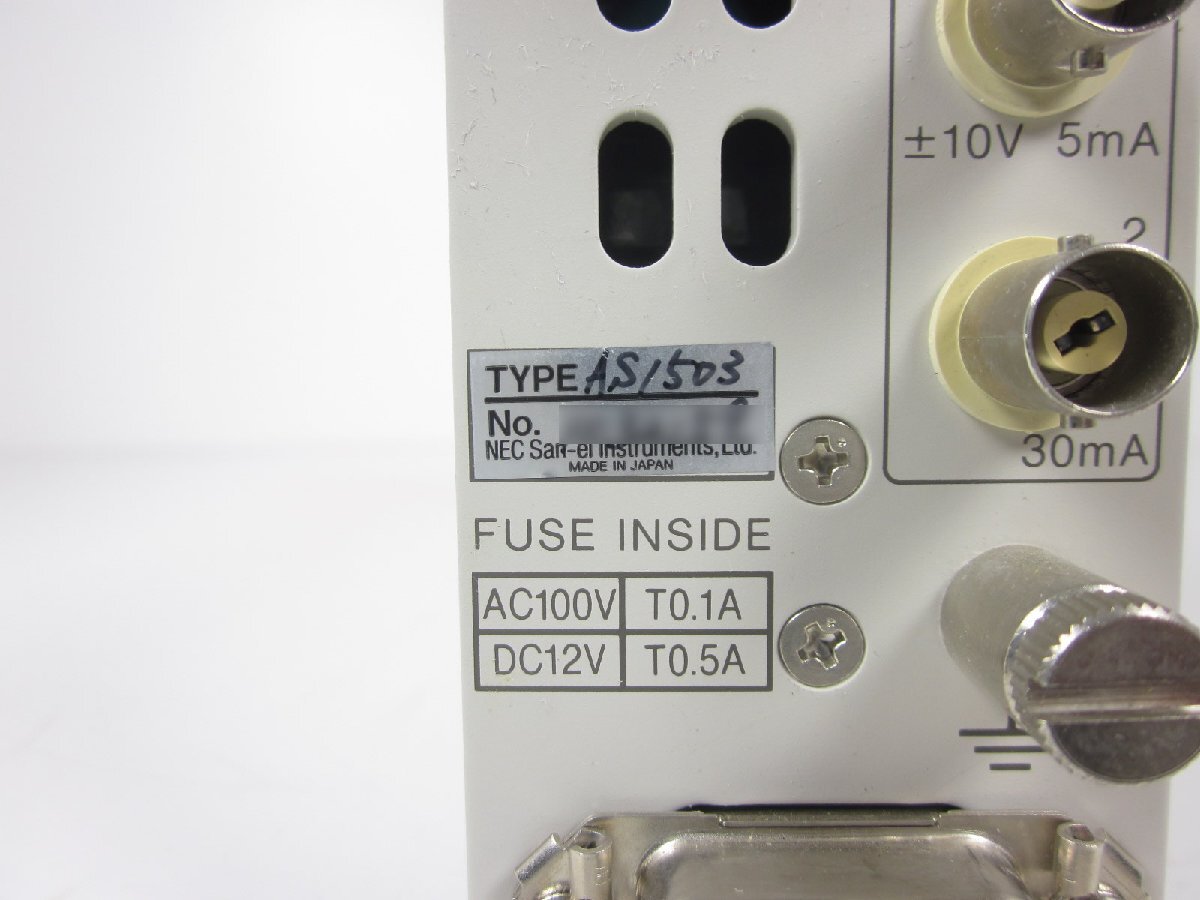 ±10V 5mA
2
30mA
TYPE AS1503
No.
NEC San-ei Instruments, Ltd.
MADE IN JAPAN
FUSE INSIDE
AC100V T0.1A
DC12V T0.5A